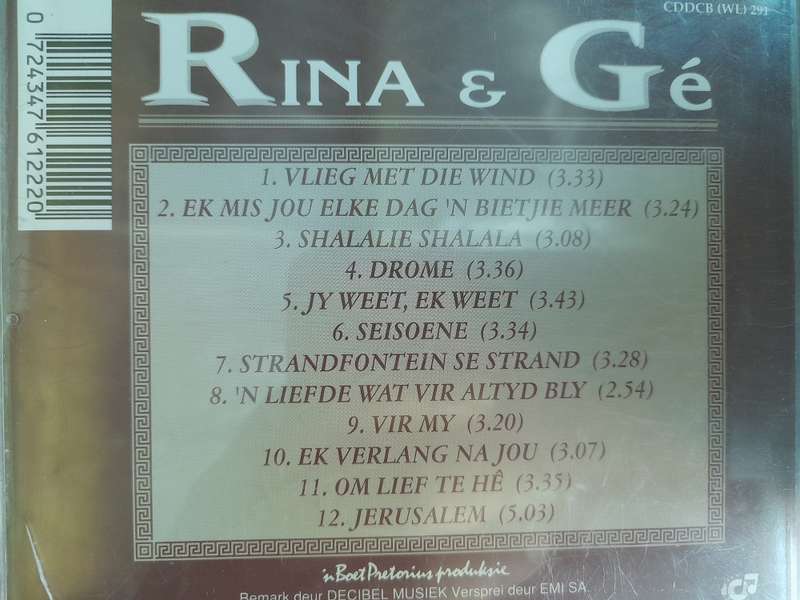 CDDCB (WL) 291
RINA & Gé
0 724347 612220
1. VLIEG MET DIE WIND (3.33)
2. EK MIS JOU ELKE DAG 'N BIETJIE MEER (3.24)
3. SHALALIE SHALALA (3.08)
4. DROME (3.36)
5. JY WEET, EK WEET (3.43)
6. SEISOENE (3.34)
7. STRANDFONTEIN SE STRAND (3.28)
8. 'N LIEFDE WAT VIR ALTYD BLY (2.54)
9. VIR MY (3.20)
10. EK VERLANG NA JOU (3.07)
11. OM LIEF TE HÊ (3.35)
12. JERUSALEM (5.03)
'n Boet Pretorius produksie
Bemark deur DECIBEL MUSIEK Versprei deur EMI SA